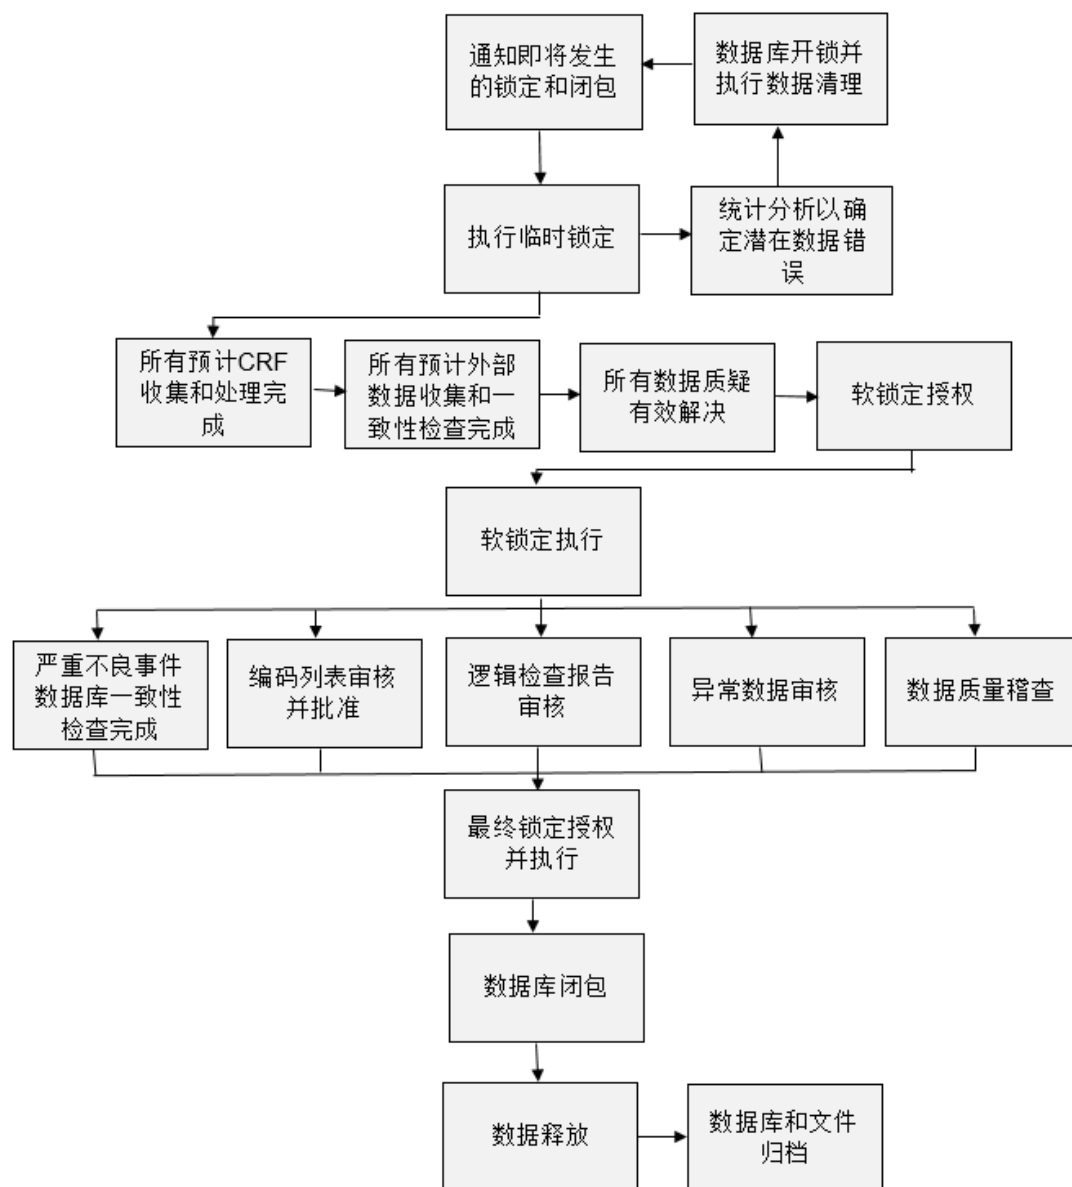 通知即将发生
的锁定和闭包
数据库开锁并
执行数据清理
执行临时锁定
统计分析以确
定潜在数据错
误
所有预计CRF
收集和处理完
成
所有预计外部
数据收集和一
致性检查完成
所有数据质疑
有效解决
软锁定授权
软锁定执行
严重不良事件
数据库一致性
检查完成
编码列表审核
并批准
逻辑检查报告
审核
异常数据审核
数据质量稽查
最终锁定授权
并执行
数据库闭包
数据释放
数据库和文件
归档